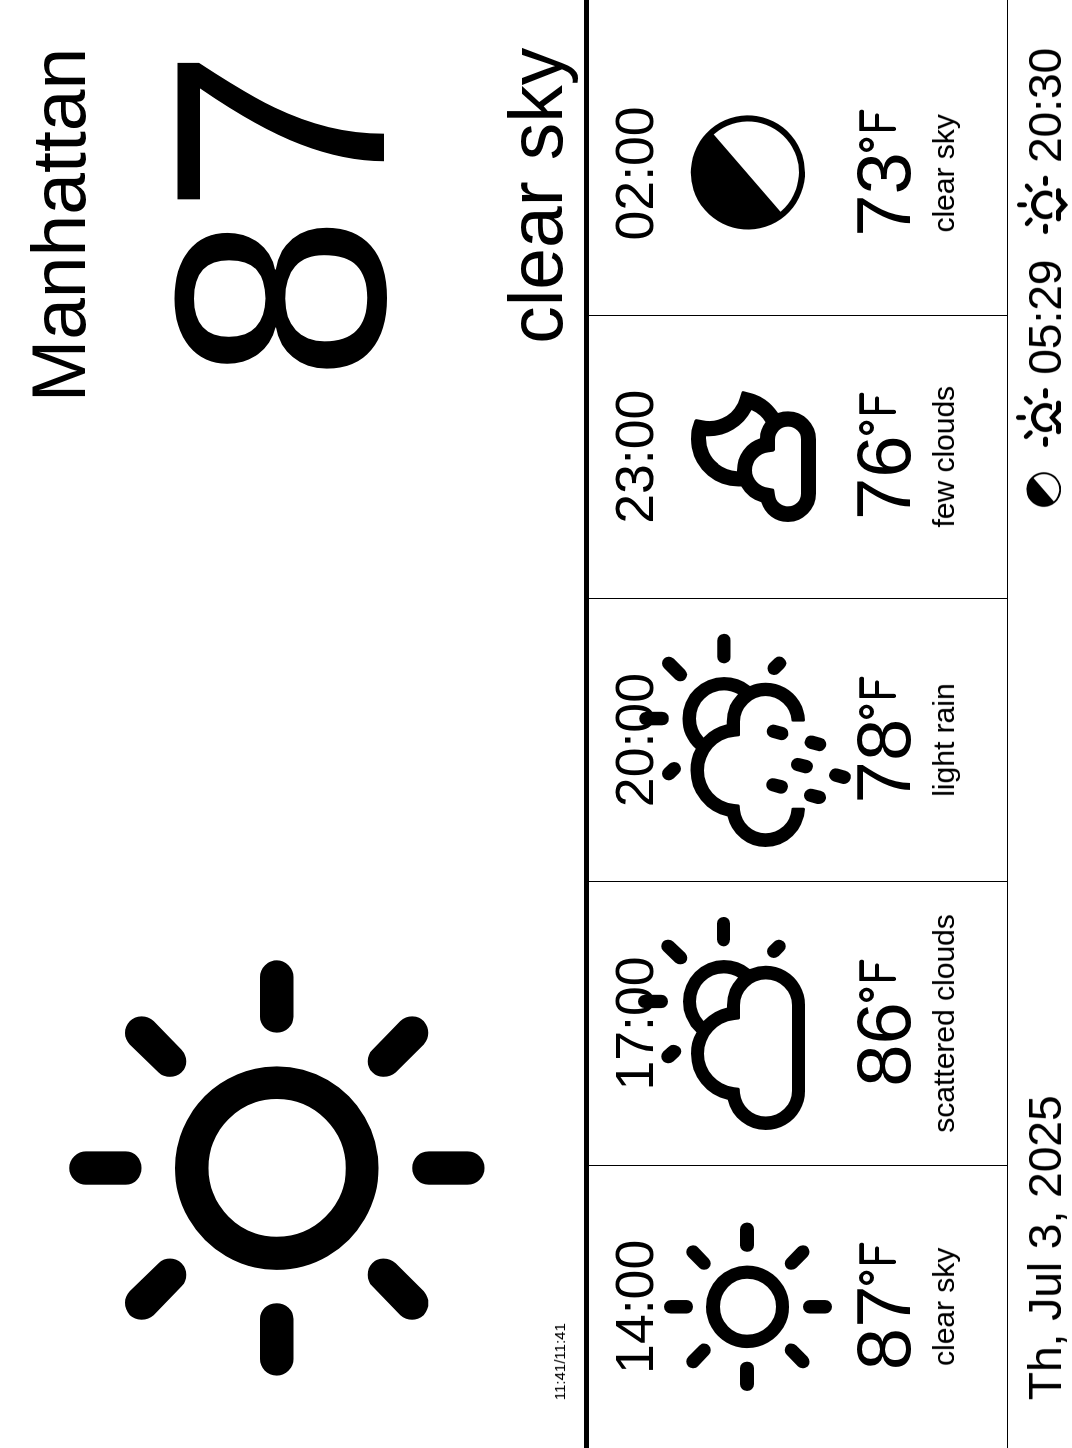 Manhattan
87
clear sky
11:41/11:41
14:00
87°F
clear sky
17:00
86°F
scattered clouds
20:00
78°F
light rain
23:00
76°F
few clouds
02:00
73°F
clear sky
Th, Jul 3, 2025
05:29 20:30